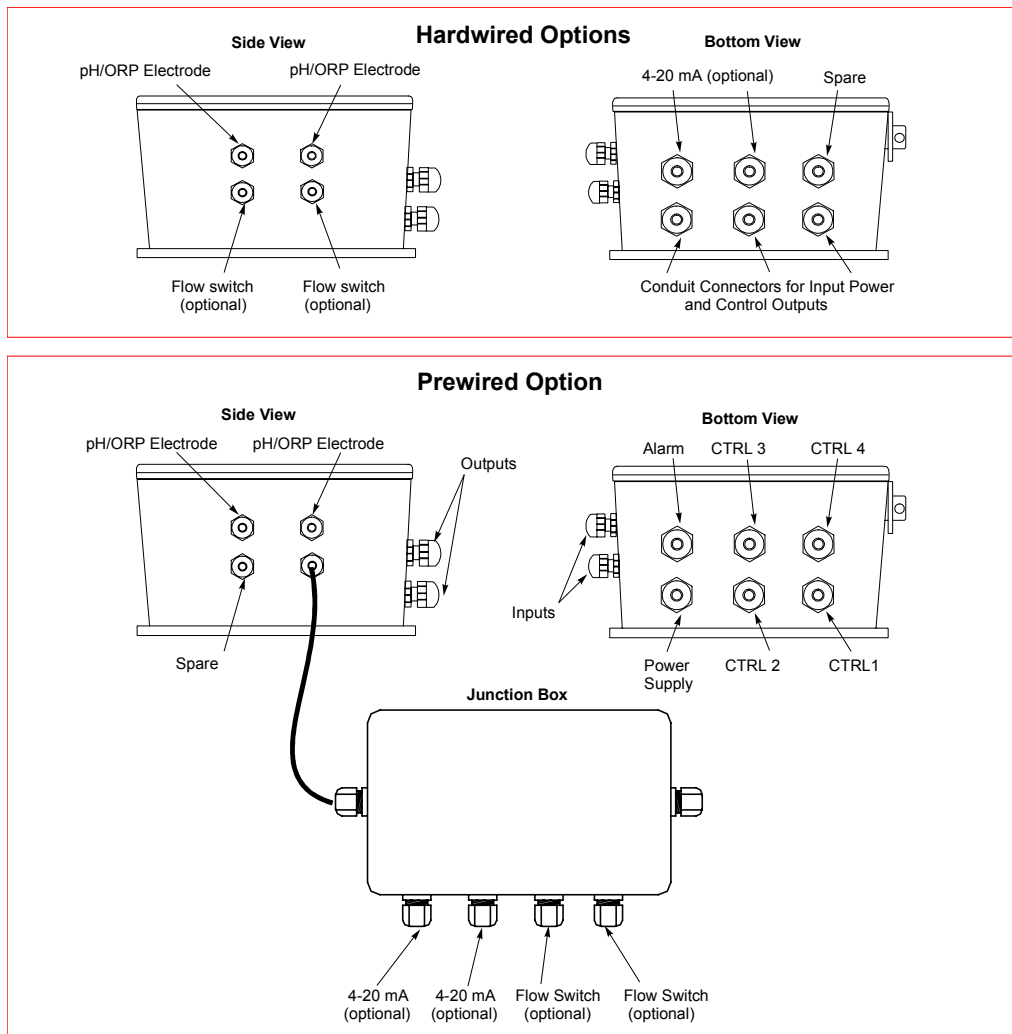 Hardwired Options
Side View
Bottom View
pH/ORP Electrode
pH/ORP Electrode
4-20 mA (optional)
Spare
Flow switch
(optional)
Flow switch
(optional)
Conduit Connectors for Input Power
and Control Outputs
Prewired Option
Side View
Bottom View
pH/ORP Electrode
pH/ORP Electrode
Outputs
Alarm
CTRL 3
CTRL 4
Inputs
Spare
Power
Supply
CTRL 2
CTRL1
Junction Box
4-20 mA
(optional)
4-20 mA
(optional)
Flow Switch
(optional)
Flow Switch
(optional)